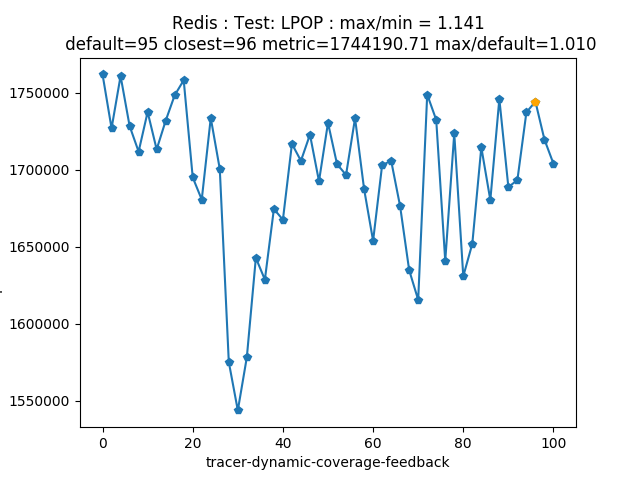 Redis : Test: LPOP : max/min = 1.141
default=95 closest=96 metric=1744190.71 max/default=1.010
1750000
1700000
1650000
1600000
1550000
0 20 40 60 80 100
tracer-dynamic-coverage-feedback